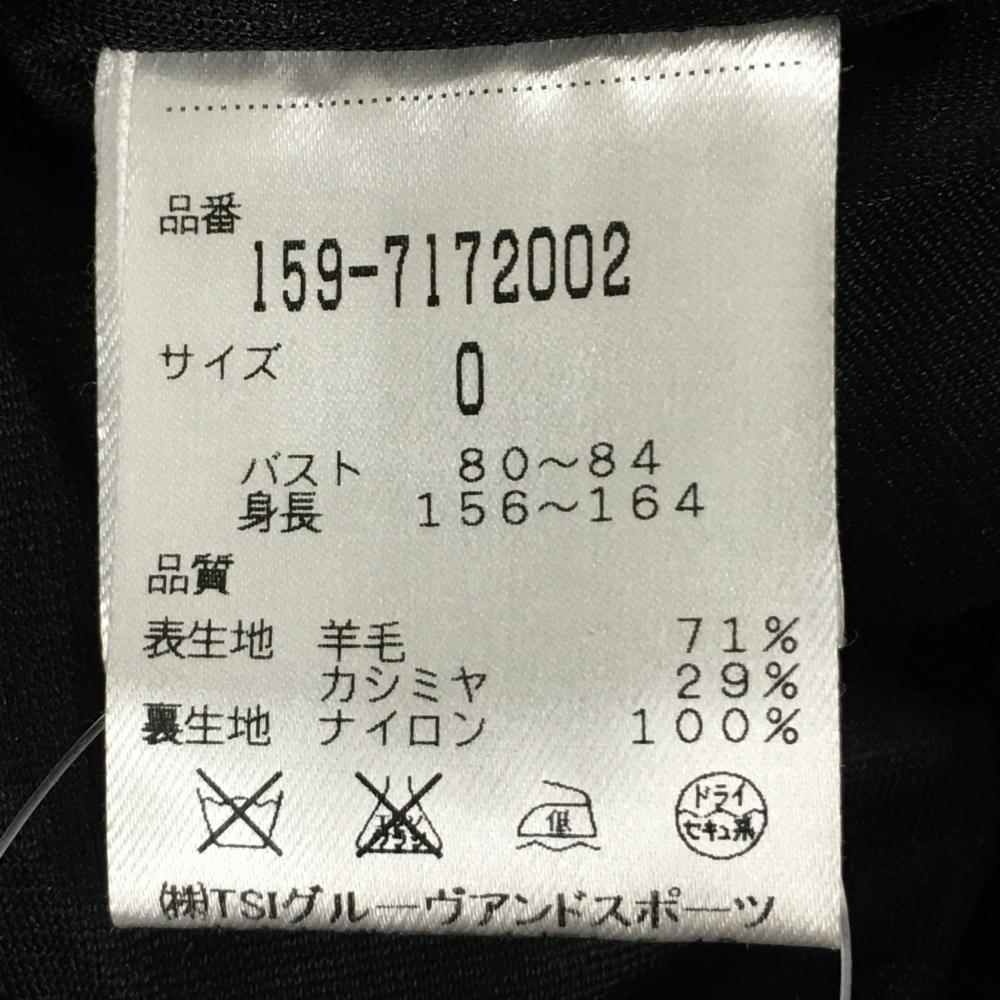 品番
159-7172002
サイズ 0
バスト 80〜84
身長 156〜164
品質
表生地 羊毛 71%
カシミヤ 29%
裏生地 ナイロン 100%
低
ドライ
セキュ系
㈱TSIグルーヴアンドスポーツ